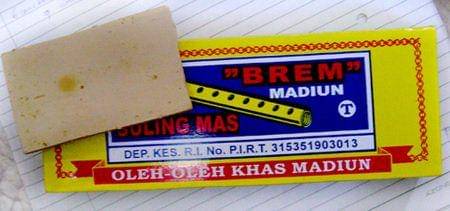 "BREM"
MADIUN
T
SULING MAS
DEP. KES. R.I. No. P.I.R.T. 315351903013
OLEH-OLEH KHAS MADIUN